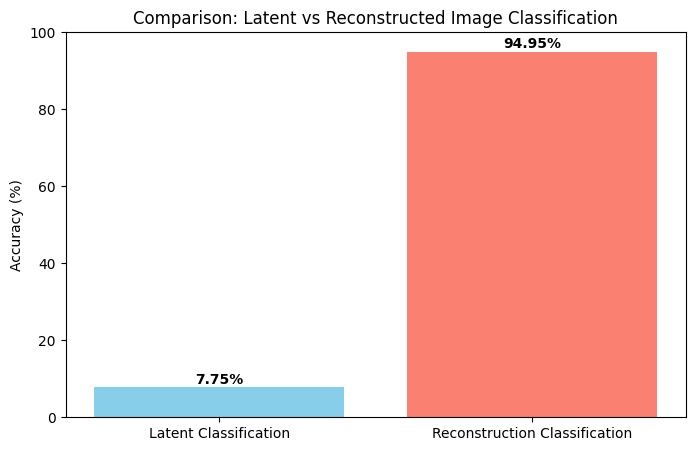 Comparison: Latent vs Reconstructed Image Classification
100
94.95%
80
60
Accuracy (%)
40
20
7.75%
0
Latent Classification
Reconstruction Classification